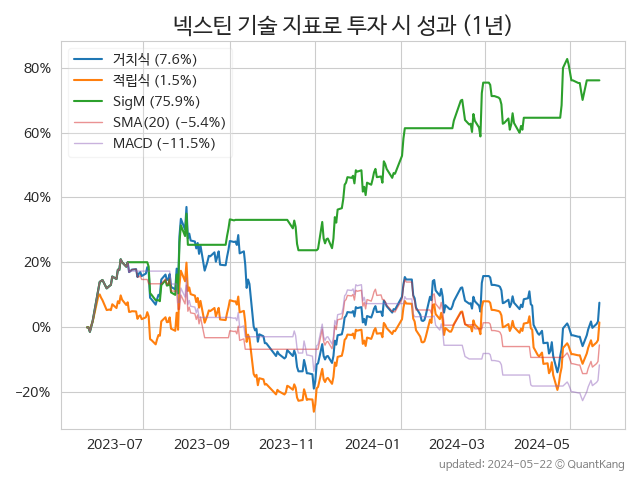 넥스틴 기술 지표로 투자 시 성과 (1년)
거치식 (7.6%)
적립식 (1.5%)
SigM (75.9%)
SMA(20) (−5.4%)
MACD (−11.5%)
80%
60%
40%
20%
0%
−20%
2023−07
2023−09
2023−11
2024−01
2024−03
2024−05
updated: 2024-05-22 © QuantKang